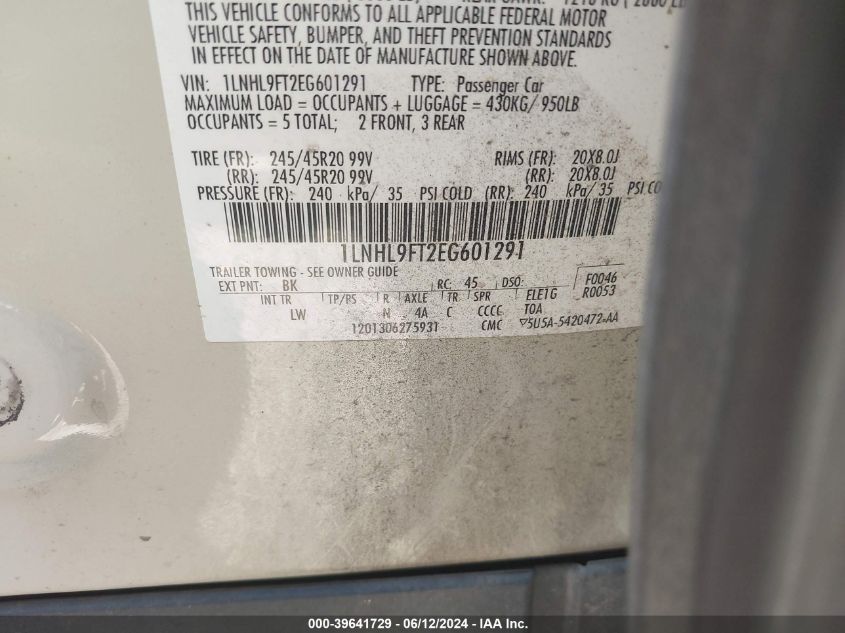 THIS VEHICLE CONFORMS TO ALL APPLICABLE FEDERAL MOTOR
VEHICLE SAFETY, BUMPER, AND THEFT PREVENTION STANDARDS
IN EFFECT ON THE DATE OF MANUFACTURE SHOWN ABOVE.
VIN: 1LNHL9FT2EG601291 TYPE: Passenger Car
MAXIMUM LOAD = OCCUPANTS + LUGGAGE = 430KG/ 950LB
OCCUPANTS = 5 TOTAL; 2 FRONT, 3 REAR
TIRE (FR): 245/45R20 99V RIMS (FR): 20X8.0J
(RR): 245/45R20 99V (RR): 20X8.0J
PRESSURE (FR): 240 kPa/ 35 PSI COLD (RR): 240 kPa/ 35 PSI CO
1LNHL9FT2EG601291
TRAILER TOWING - SEE OWNER GUIDE
EXT PNT: BK RC: 45 DSO: F0046
INT TR TP/PS R AXLE TR SPR ELE1G R0053
LW N 4A C CCCC TOA
1201306275931 CMC ▽5U5A-5420472-AA
000-39641729 - 06/12/2024 - IAA Inc.